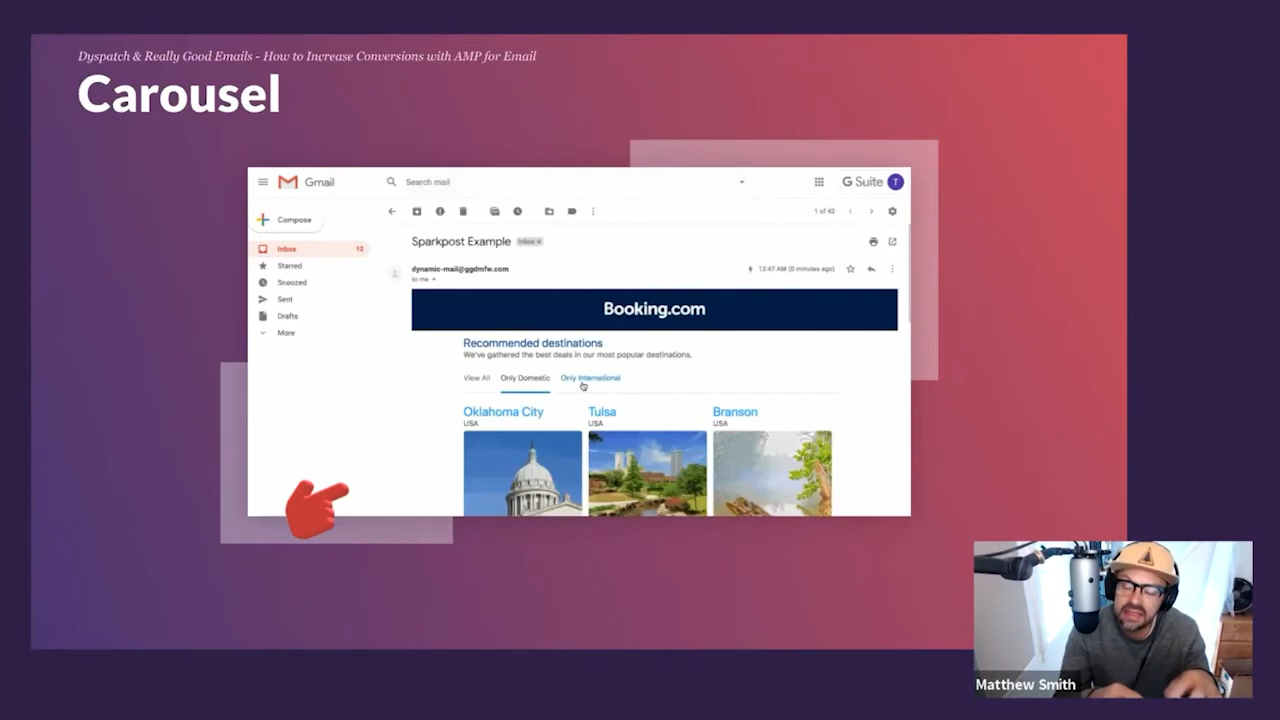 Dyspatch & Really Good Emails - How to Increase Conversions with AMP for Email
Carousel
Gmail
Search mail
G Suite
T
Compose
1 of 42
Inbox 12
Starred
Snoozed
Sent
Drafts
More
Sparkpost Example Inbox x
dynamic-mail@ggdmfw.com
12:47 AM (0 minutes ago)
to me
Booking.com
Recommended destinations
We've gathered the best deals in our most popular destinations.
View All Only Domestic Only International
Oklahoma City Tulsa Branson
USA USA USA
Matthew Smith